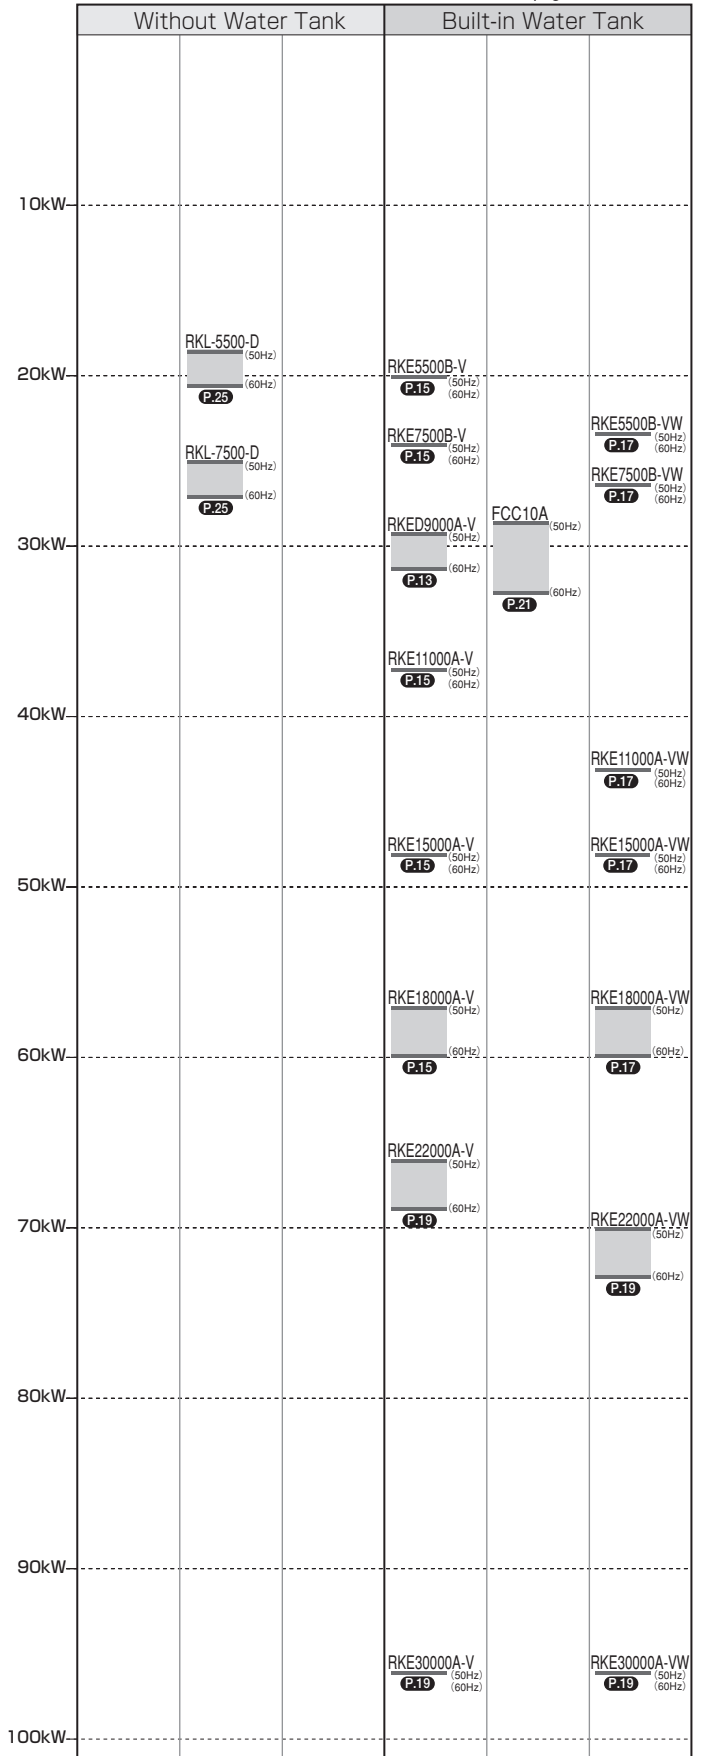 Without Water Tank
Built-in Water Tank
10kW
RKL-5500-D
(50Hz)
20kW
(60Hz)
P.25
RKE5500B-V
(50Hz)
P.15
(60Hz)
RKE5500B-VW
(50Hz)
P.17
(60Hz)
RKE7500B-V
(50Hz)
P.15
(60Hz)
RKL-7500-D
(50Hz)
(60Hz)
P.25
RKE7500B-VW
(50Hz)
P.17
(60Hz)
RKED9000A-V
(50Hz)
(60Hz)
P.13
FCC10A
(50Hz)
(60Hz)
P.21
30kW
RKE11000A-V
(50Hz)
P.15
(60Hz)
40kW
RKE11000A-VW
(50Hz)
P.17
(60Hz)
RKE15000A-V
(50Hz)
P.15
(60Hz)
RKE15000A-VW
(50Hz)
P.17
(60Hz)
50kW
RKE18000A-V
(50Hz)
(60Hz)
P.15
RKE18000A-VW
(50Hz)
(60Hz)
P.17
60kW
RKE22000A-V
(50Hz)
(60Hz)
P.19
70kW
RKE22000A-VW
(50Hz)
(60Hz)
P.19
80kW
90kW
RKE30000A-V
(50Hz)
P.19
(60Hz)
RKE30000A-VW
(50Hz)
P.19
(60Hz)
100kW